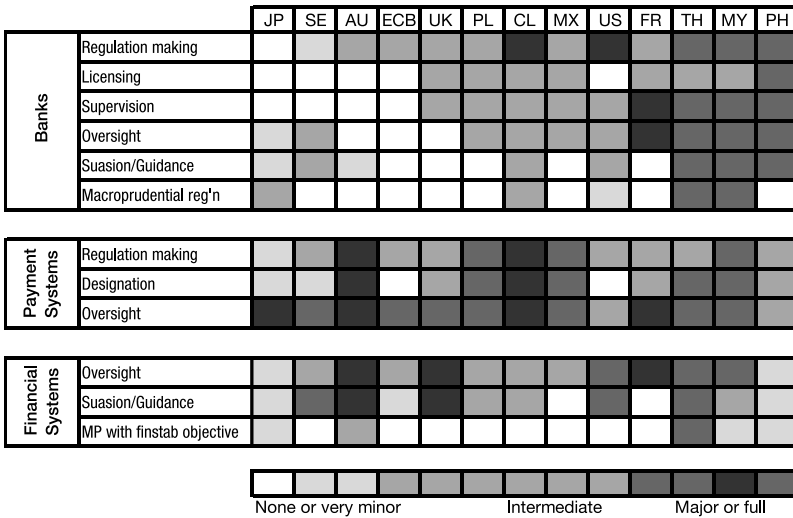 JP SE AU ECB UK PL CL MX US FR TH MY PH
Banks
Regulation making
Licensing
Supervision
Oversight
Suasion/Guidance
Macroprudential reg'n
Payment
Systems
Regulation making
Designation
Oversight
Financial
Systems
Oversight
Suasion/Guidance
MP with finstab objective
None or very minor Intermediate Major or full